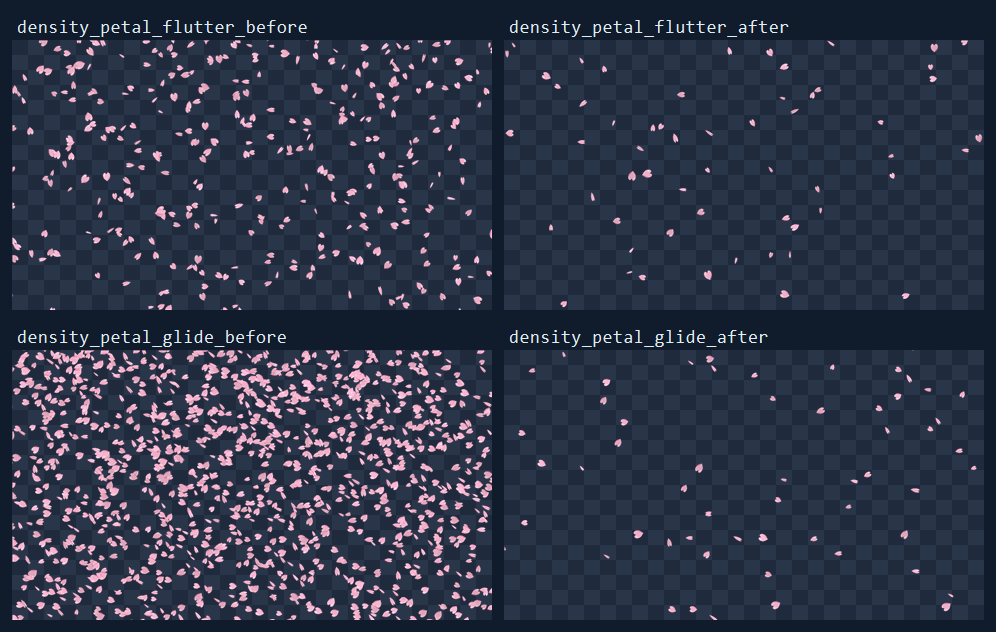 density_petal_flutter_before
density_petal_flutter_after
density_petal_glide_before
density_petal_glide_after